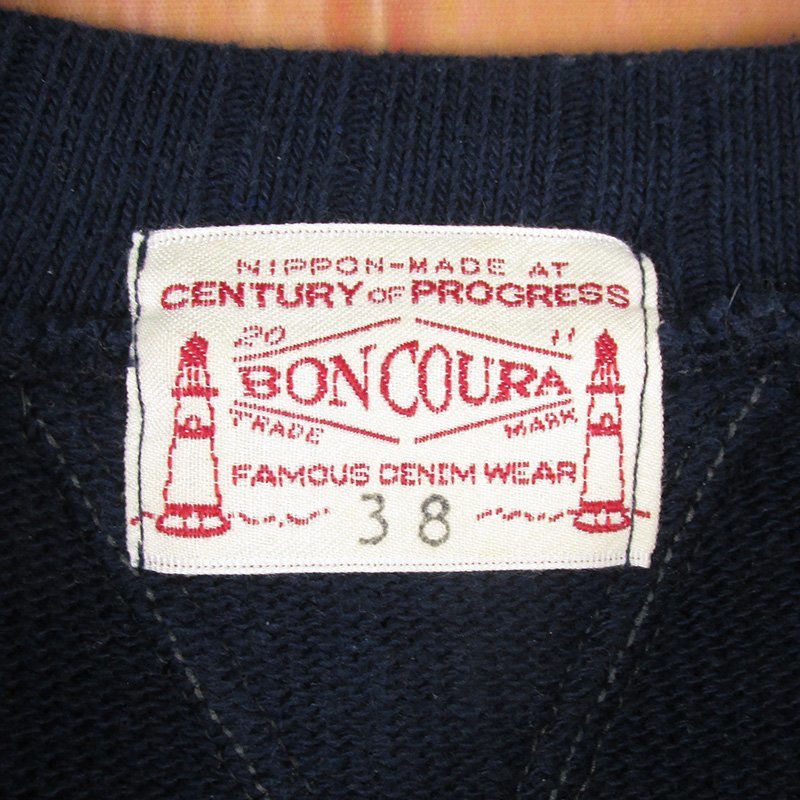 NIPPON-MADE AT
CENTURY OF PROGRESS
20 11
BONCOURA
TRADE MARK
FAMOUS DENIM WEAR
38